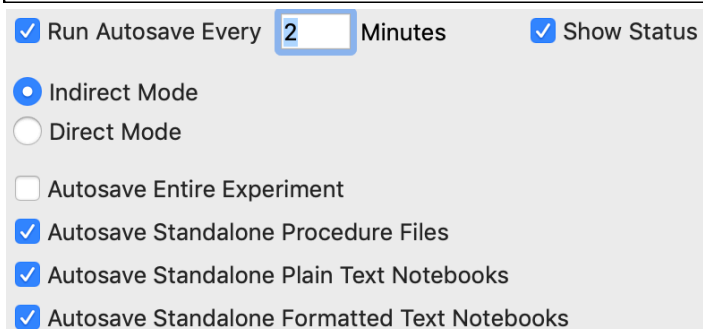 Run Autosave Every 2 Minutes Show Status
Indirect Mode
Direct Mode
Autosave Entire Experiment
Autosave Standalone Procedure Files
Autosave Standalone Plain Text Notebooks
Autosave Standalone Formatted Text Notebooks